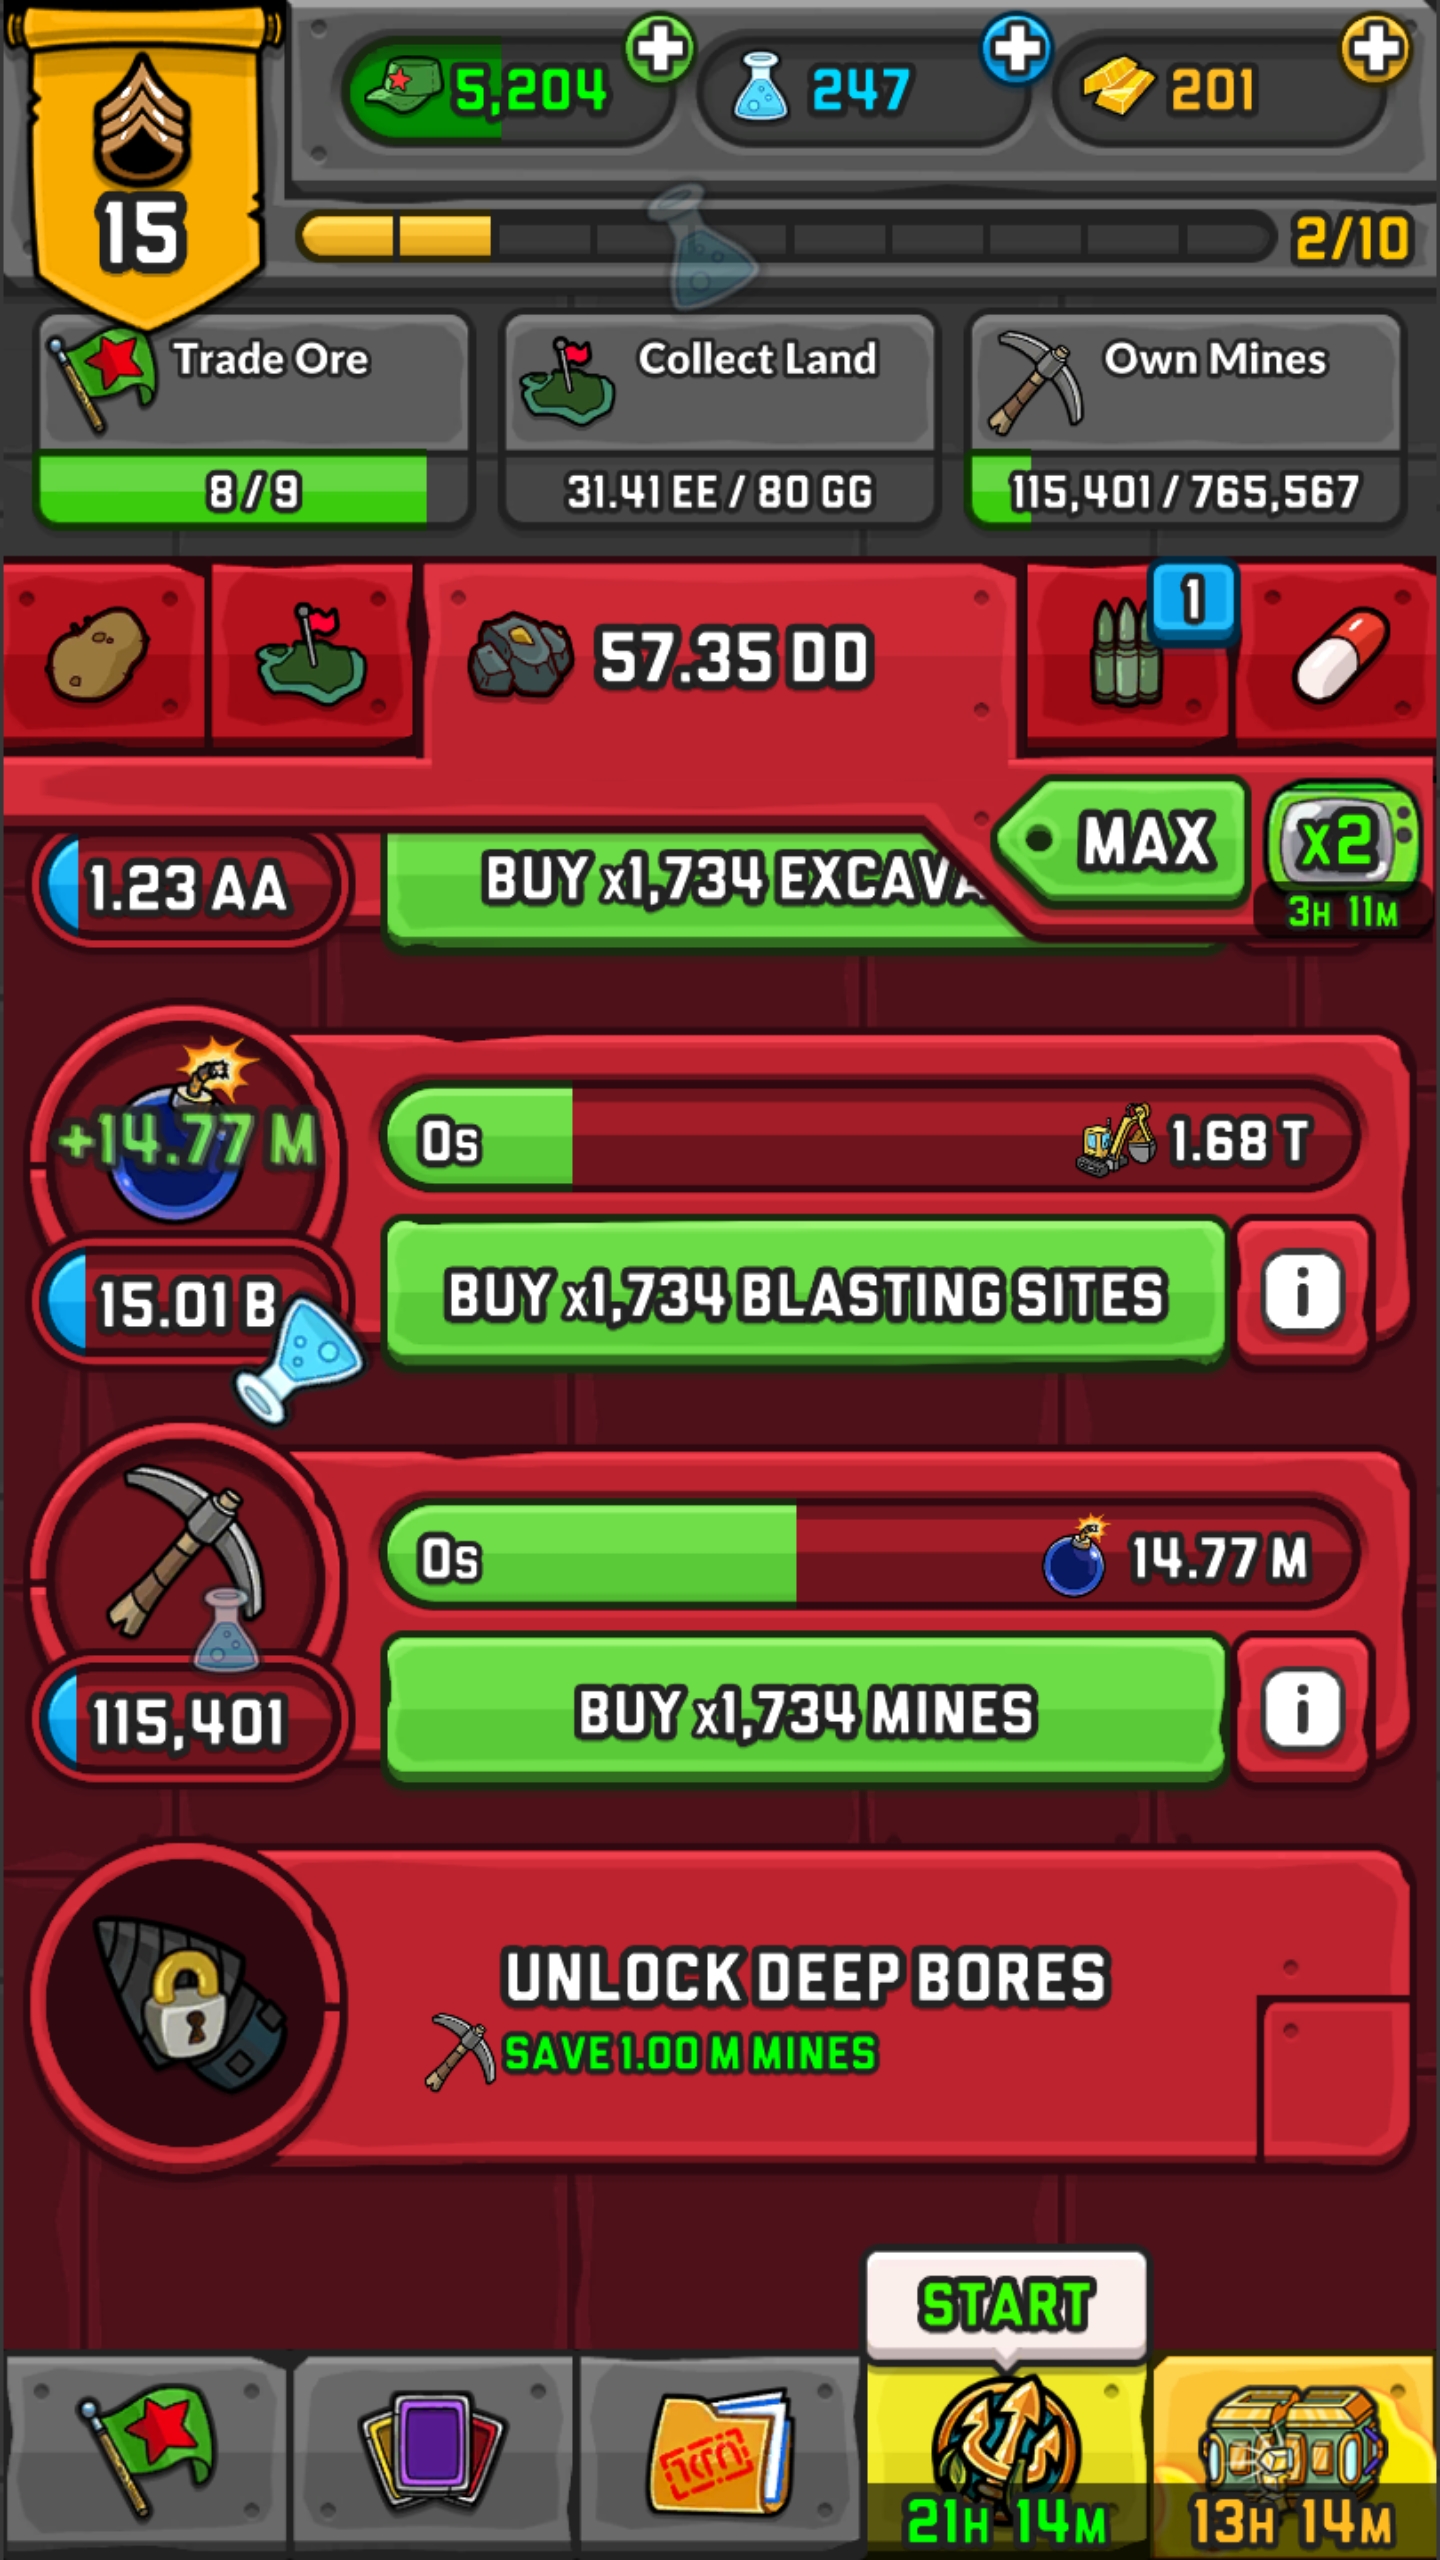 5,204
247
201
15
2/10
Trade Ore
Collect Land
Own Mines
8/9
31.41 EE / 80 GG
115,401 / 765,567
1
57.35 DD
MAX
x2
3H 11M
1.23 AA
BUY x1,734 EXCAVA
+14.77 M
0s
1.68 T
15.01 B
BUY x1,734 BLASTING SITES
i
0s
14.77 M
115,401
BUY x1,734 MINES
i
UNLOCK DEEP BORES
SAVE 1.00 M MINES
START
21H 14M
13H 14M